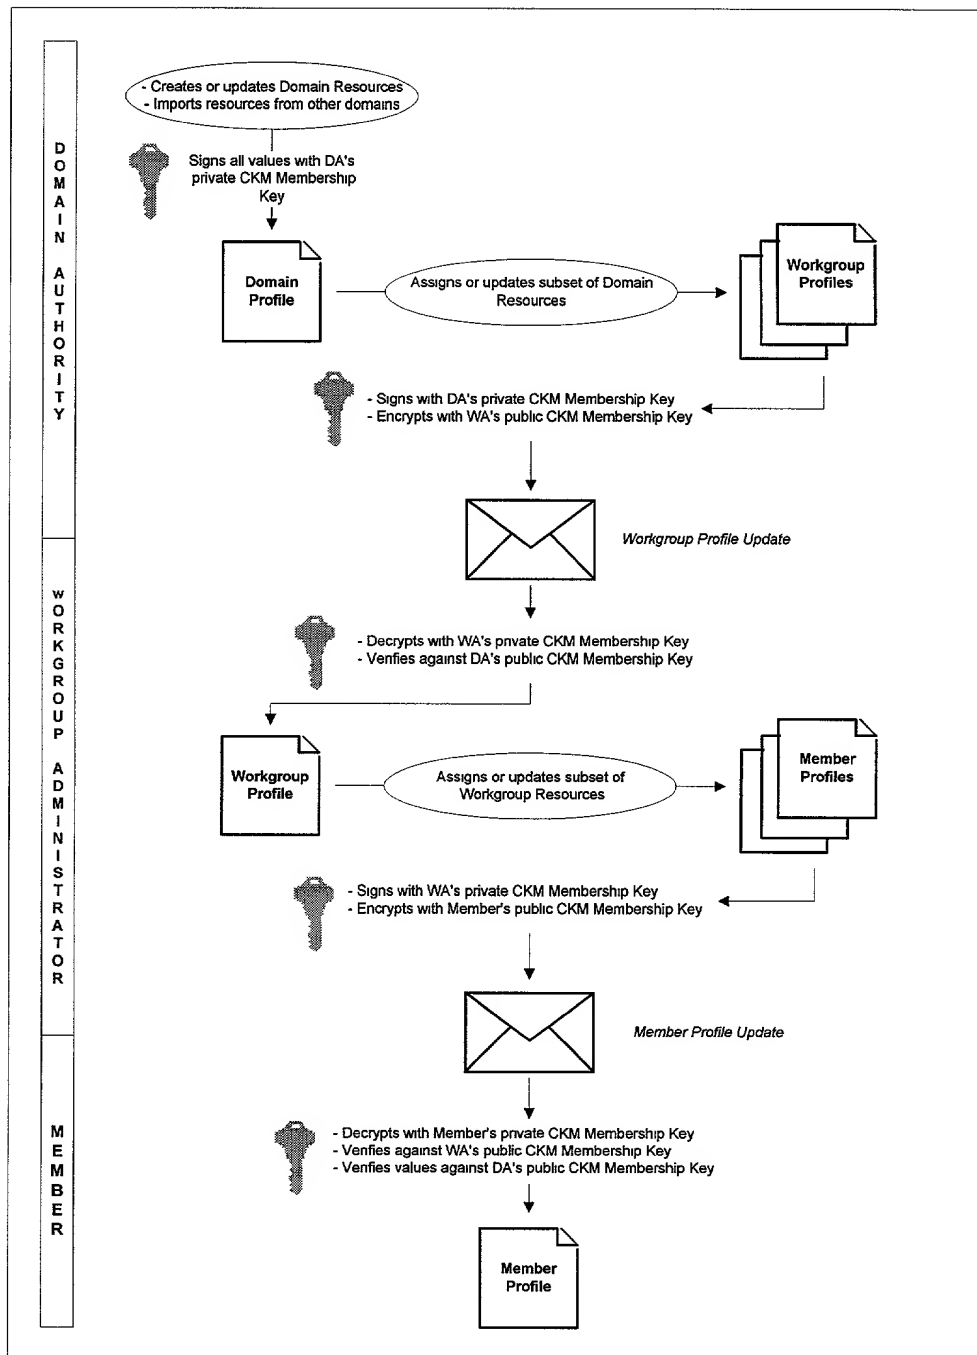 DOMAIN AUTHORITY
- Creates or updates Domain Resources
- Imports resources from other domains
Signs all values with DA's
private CKM Membership
Key
Domain
Profile
Assigns or updates subset of Domain
Resources
Workgroup
Profiles
- Signs with DA's private CKM Membership Key
- Encrypts with WA's public CKM Membership Key
Workgroup Profile Update
WORKGROUP ADMINISTRATOR
- Decrypts with WA's private CKM Membership Key
- Verifies against DA's public CKM Membership Key
Workgroup
Profile
Assigns or updates subset of
Workgroup Resources
Member
Profiles
- Signs with WA's private CKM Membership Key
- Encrypts with Member's public CKM Membership Key
Member Profile Update
MEMBER
- Decrypts with Member's private CKM Membership Key
- Verifies against WA's public CKM Membership Key
- Verifies values against DA's public CKM Membership Key
Member
Profile